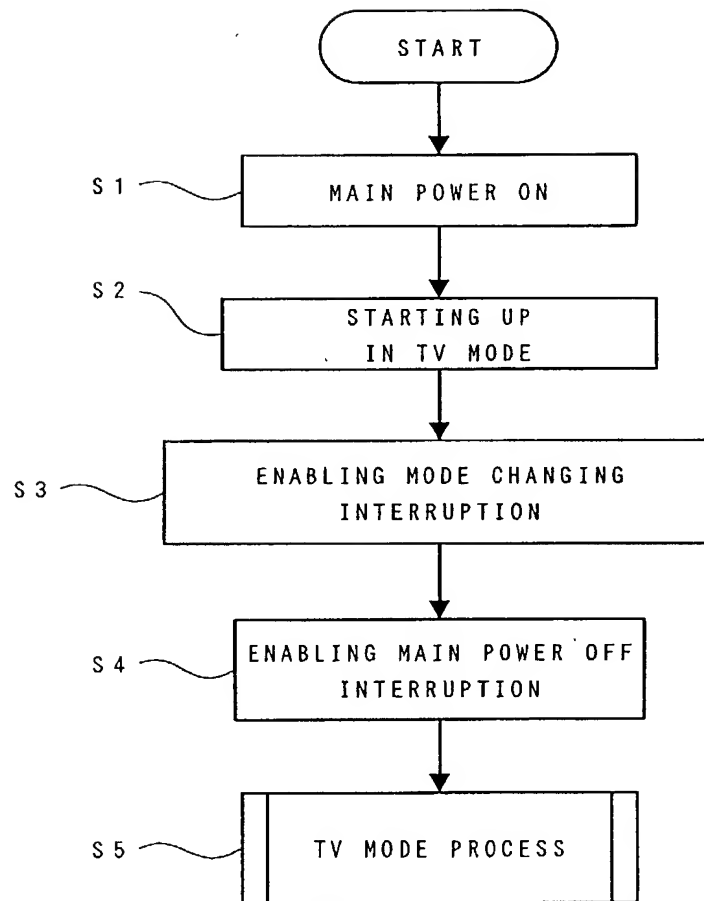 START
S1
MAIN POWER ON
S2
STARTING UP
IN TV MODE
S3
ENABLING MODE CHANGING
INTERRUPTION
S4
ENABLING MAIN POWER OFF
INTERRUPTION
S5
TV MODE PROCESS